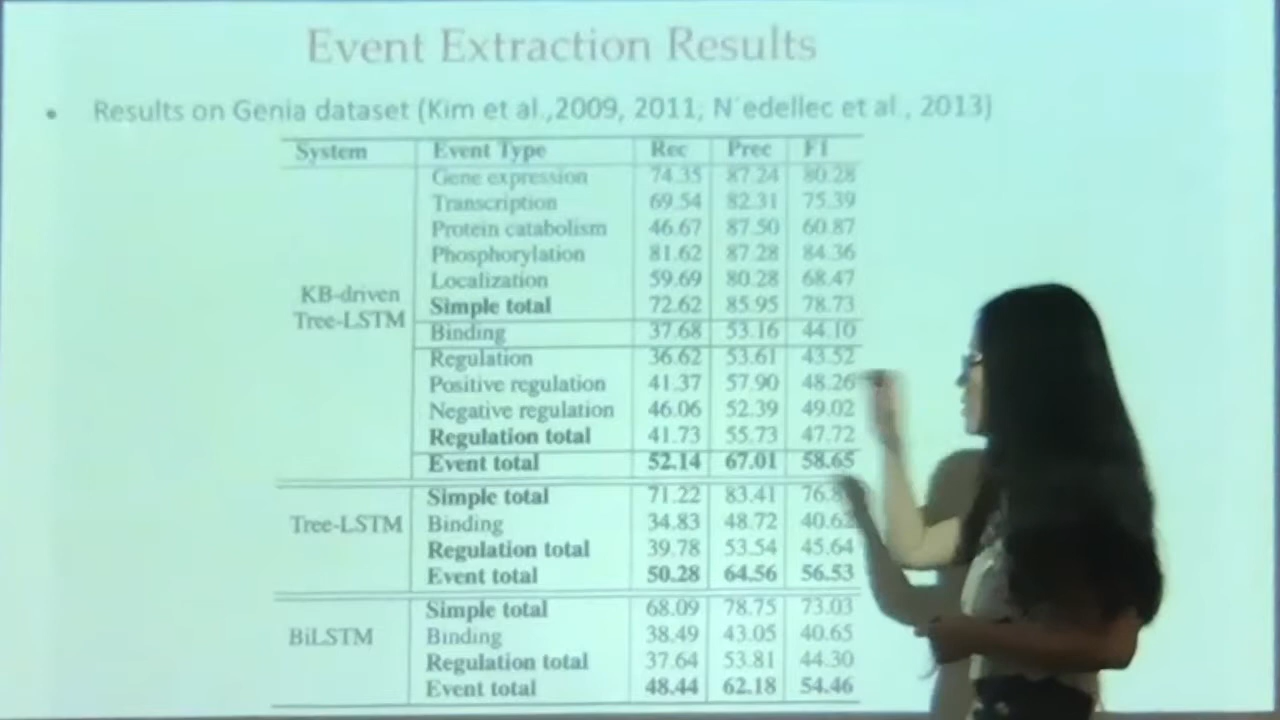 Event Extraction Results
• Results on Genia dataset (Kim et al.,2009, 2011, N´edellec et al., 2013)
System Event Type Rec Prec F1
Gene expression 74.35 87.24 80.28
Transcription 69.54 82.31 75.39
Protein catabolism 46.67 87.50 60.87
Phosphorylation 81.62 87.28 84.36
Localization 59.69 80.28 68.47
KB-driven
Tree-LSTM
Simple total 72.62 85.95 78.73
Binding 37.68 53.16 44.10
Regulation 36.62 53.61 43.52
Positive regulation 41.37 57.90 48.26
Negative regulation 46.06 52.39 49.02
Regulation total 41.73 55.73 47.72
Event total 52.14 67.01 58.65
Simple total 71.22 83.41
Tree-LSTM Binding 34.83 48.72 40.62
Regulation total 39.78 53.54 45.64
Event total 50.28 64.56 56.53
Simple total 68.09 78.75 73.03
BiLSTM Binding 38.49 43.05 40.65
Regulation total 37.64 53.81 44.30
Event total 48.44 62.18 54.46